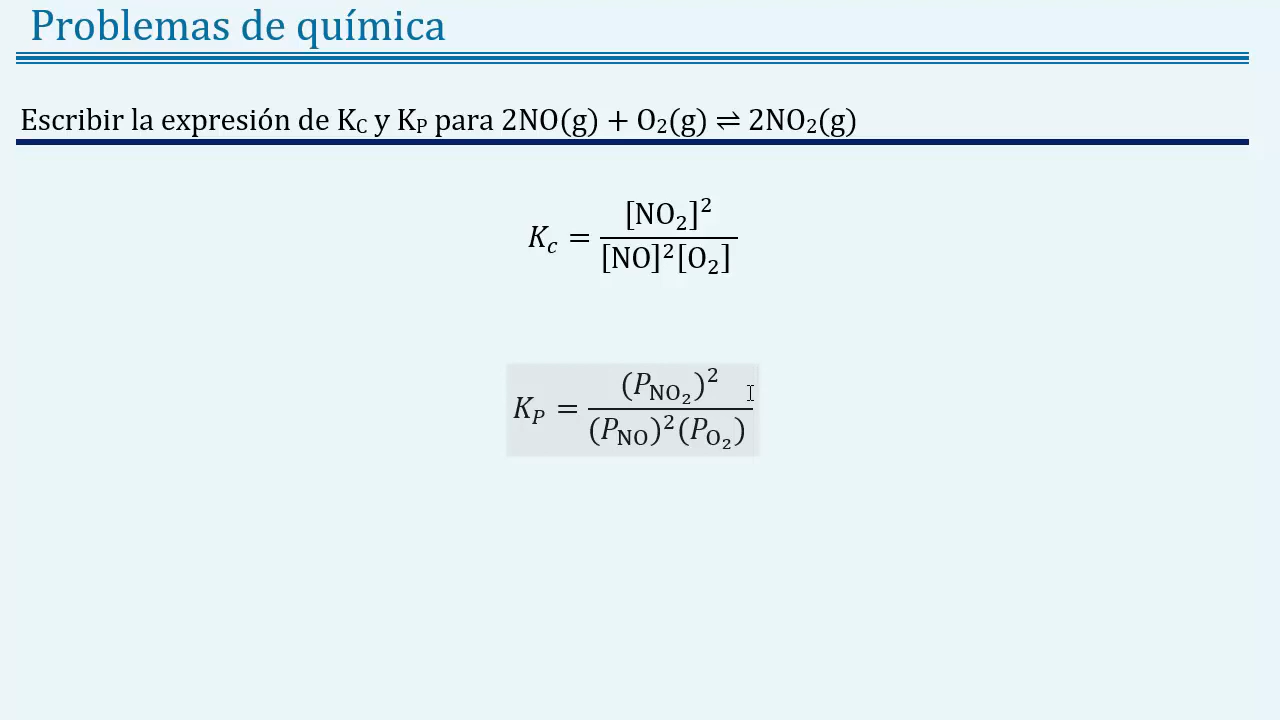 Problemas de química
Escribir la expresión de K_C y K_P para 2NO(g) + O₂(g) ⇌ 2NO₂(g)
K_c = [NO₂]² / [NO]²[O₂]
K_P = (P_NO₂)² / (P_NO)²(P_O₂)